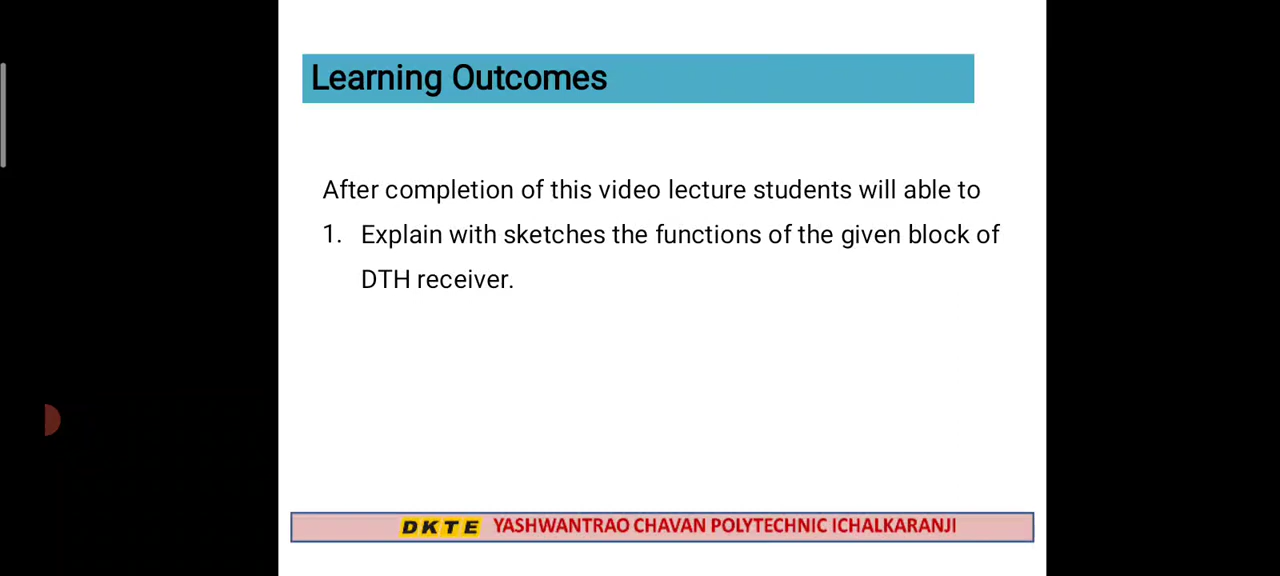 Learning Outcomes
After completion of this video lecture students will able to
1. Explain with sketches the functions of the given block of
DTH receiver.
DKTE YASHWANTRAO CHAVAN POLYTECHNIC ICHALKARANJI